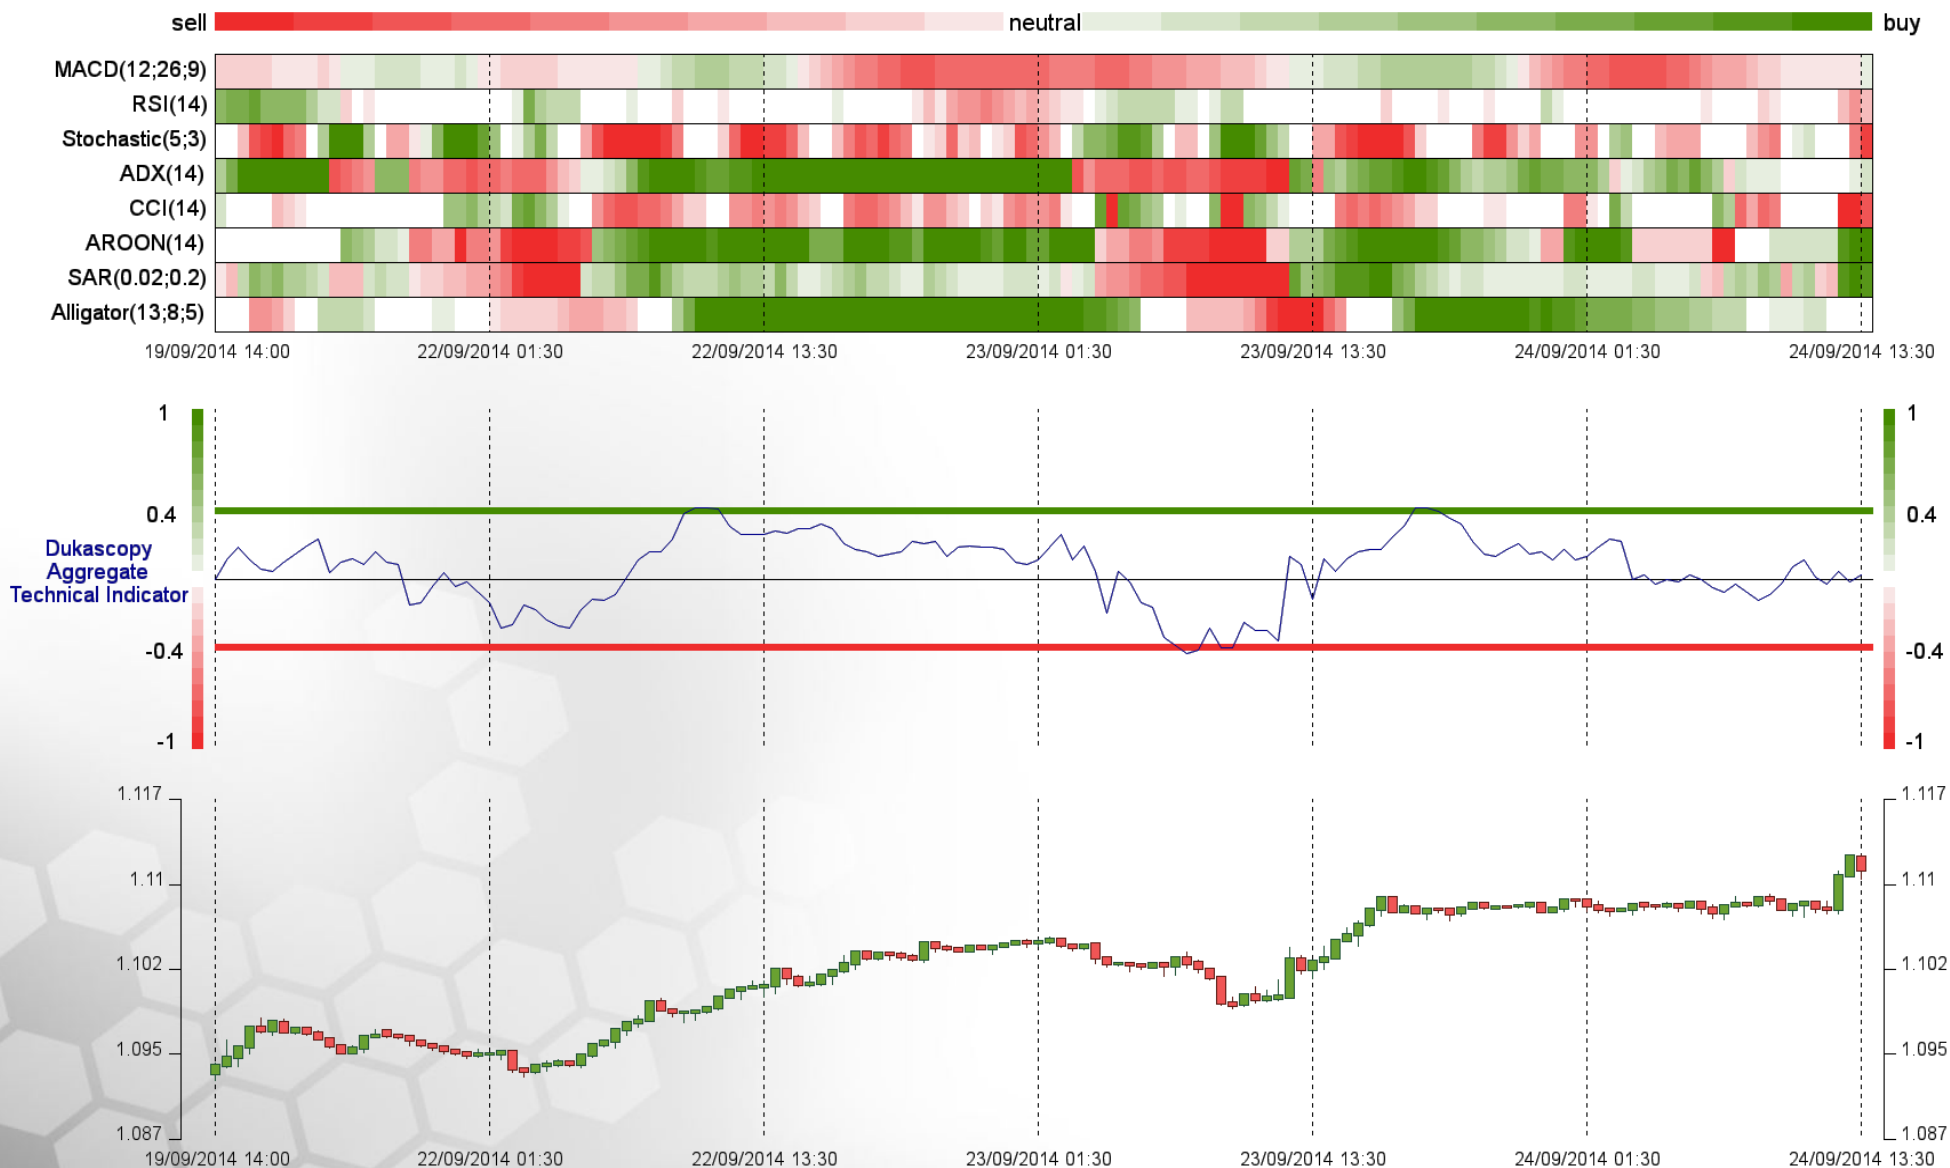 sell neutral buy
MACD(12;26;9)
RSI(14)
Stochastic(5;3)
ADX(14)
CCI(14)
AROON(14)
SAR(0.02;0.2)
Alligator(13;8;5)
19/09/2014 14:00 22/09/2014 01:30 22/09/2014 13:30 23/09/2014 01:30 23/09/2014 13:30 24/09/2014 01:30 24/09/2014 13:30
1 1
0.4 0.4
Dukascopy
Aggregate
Technical Indicator
-0.4 -0.4
-1 -1
1.117 1.117
1.11 1.11
1.102 1.102
1.095 1.095
1.087 1.087
19/09/2014 14:00 22/09/2014 01:30 22/09/2014 13:30 23/09/2014 01:30 23/09/2014 13:30 24/09/2014 01:30 24/09/2014 13:30